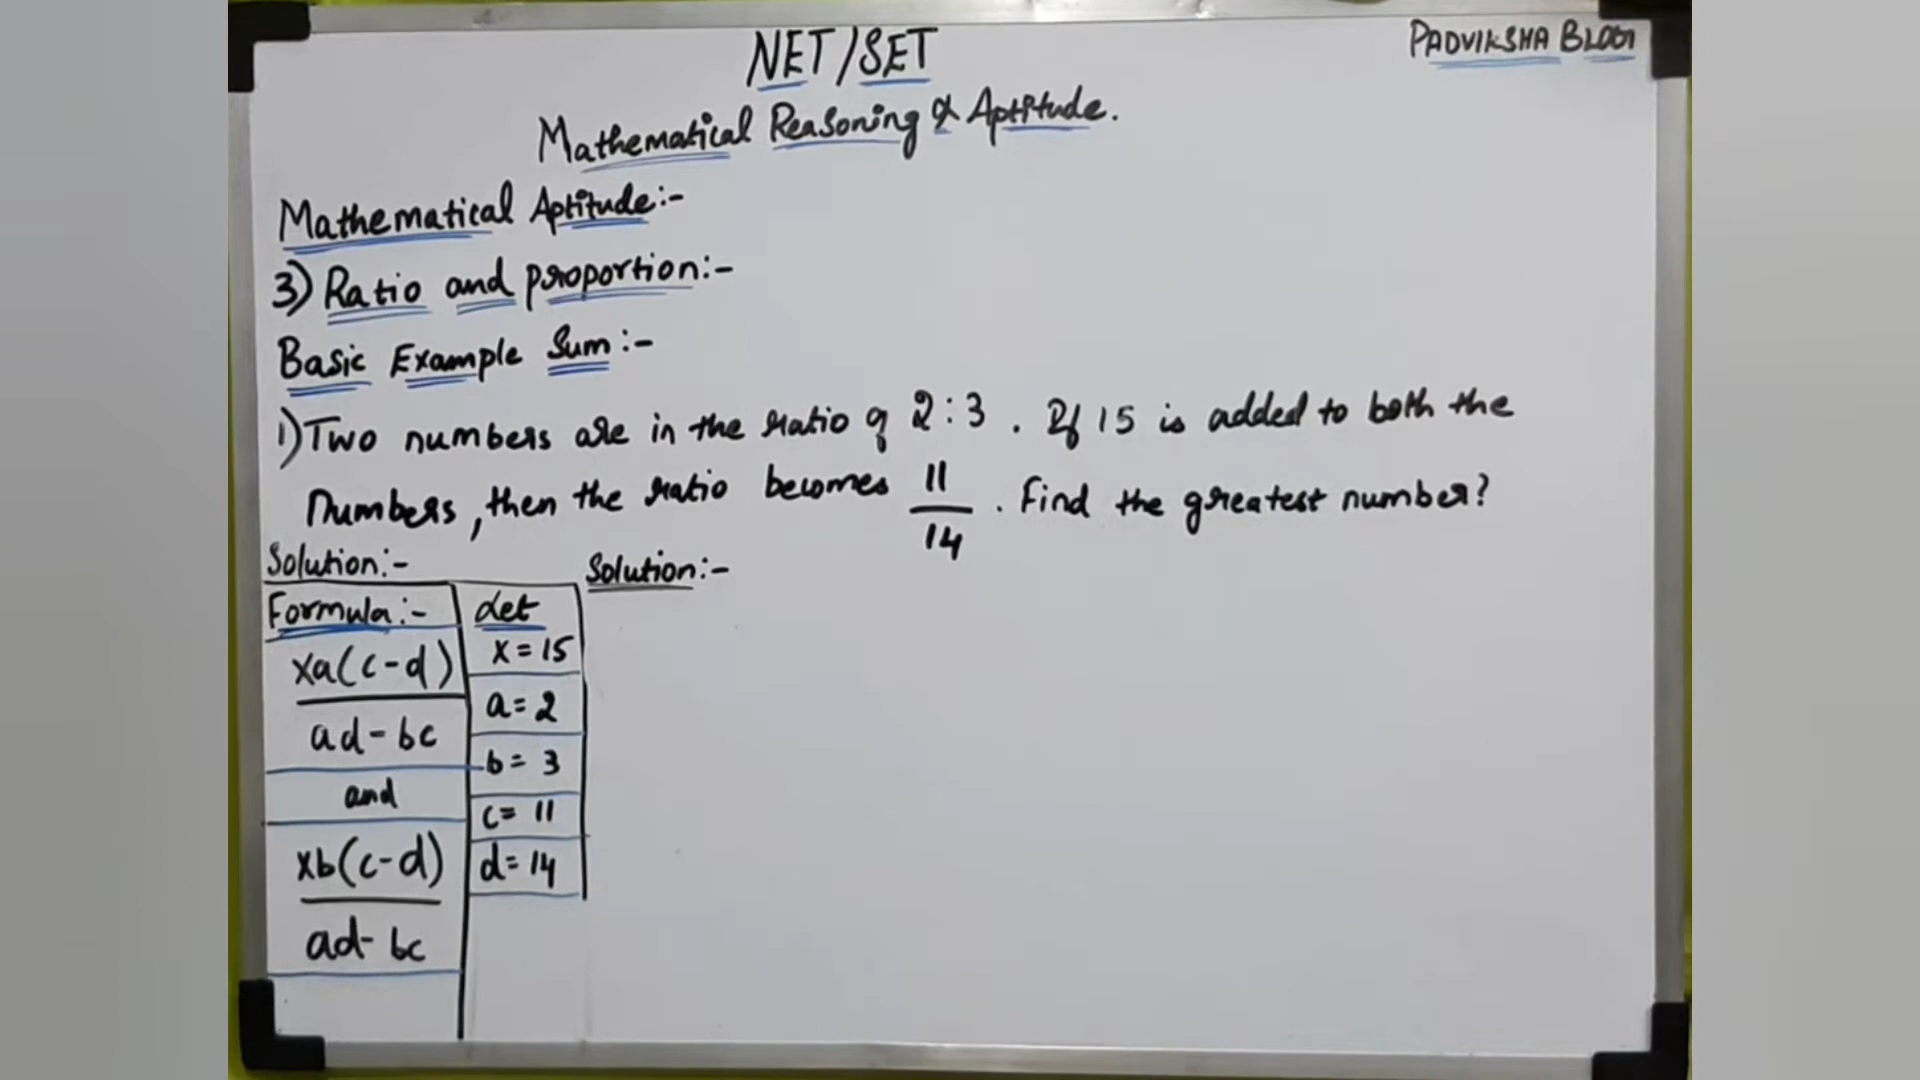 NET/SET
PADVIKSHA BLOG
Mathematical Reasoning & Aptitude.
Mathematical Aptitude:-
3) Ratio and proportion:-
Basic Example Sum:-
1) Two numbers are in the ratio of 2:3. If 15 is added to both the
numbers, then the ratio becomes 11/14. Find the greatest number?
Solution:-
Solution:-
Formula:-
xa(c-d)
ad-bc
and
xb(c-d)
ad-bc
Let
x=15
a=2
b=3
c=11
d=14